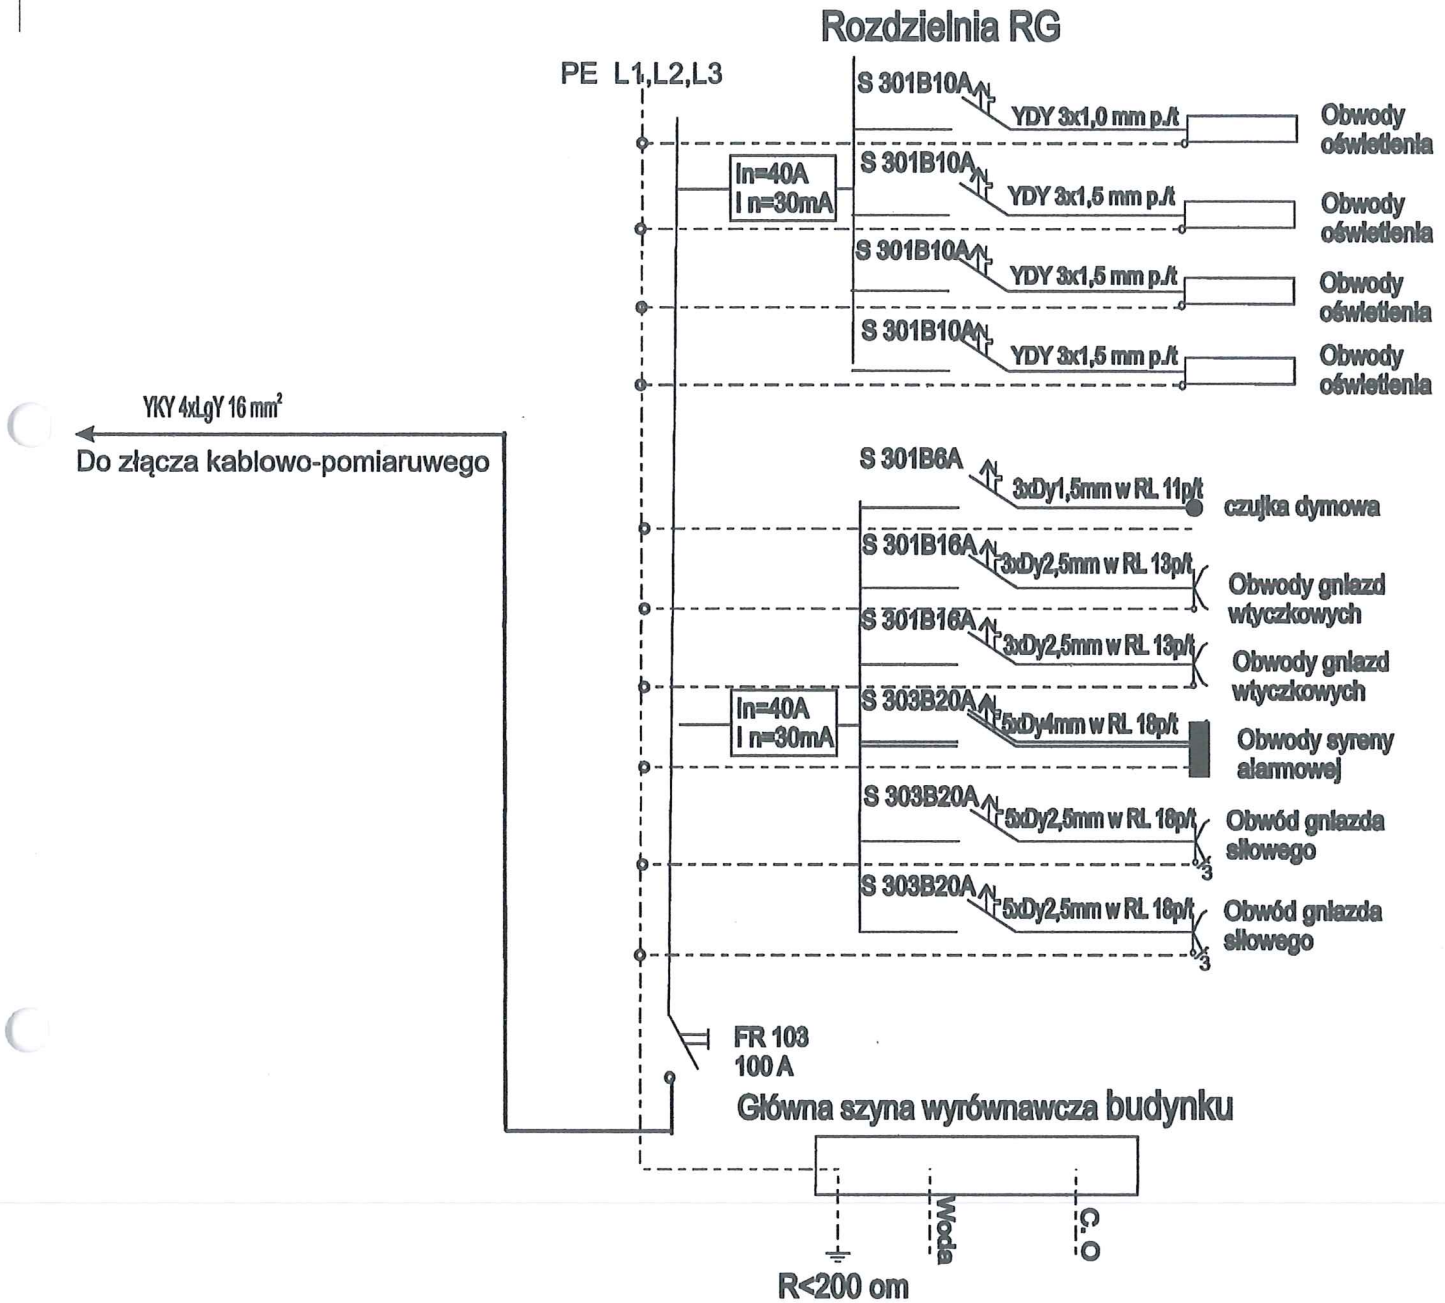 Rozdzielnia RG
PE L1,L2,L3
S 301B10A
YDY 3x1,0 mm p./t
Obwody
oświetlenia
In=40A
I n=30mA
S 301B10A
YDY 3x1,5 mm p./t
Obwody
oświetlenia
S 301B10A
YDY 3x1,5 mm p./t
Obwody
oświetlenia
S 301B10A
YDY 3x1,5 mm p./t
Obwody
oświetlenia
YKY 4xLgY 16 mm²
Do złącza kablowo-pomiaruwego
S 301B6A
3xDy1,5mm w RL 11p/t
czujka dymowa
S 301B16A
3xDy2,5mm w RL 13p/t
Obwody gniazd
wtyczkowych
S 301B16A
3xDy2,5mm w RL 13p/t
Obwody gniazd
wtyczkowych
In=40A
I n=30mA
S 303B20A
5xDy4mm w RL 18p/t
Obwody syreny
alarmowej
S 303B20A
5xDy2,5mm w RL 18p/t
Obwód gniazda
siłowego
3
S 303B20A
5xDy2,5mm w RL 18p/t
Obwód gniazda
siłowego
3
FR 103
100 A
Główna szyna wyrównawcza budynku
Woda
C. O
R<200 om